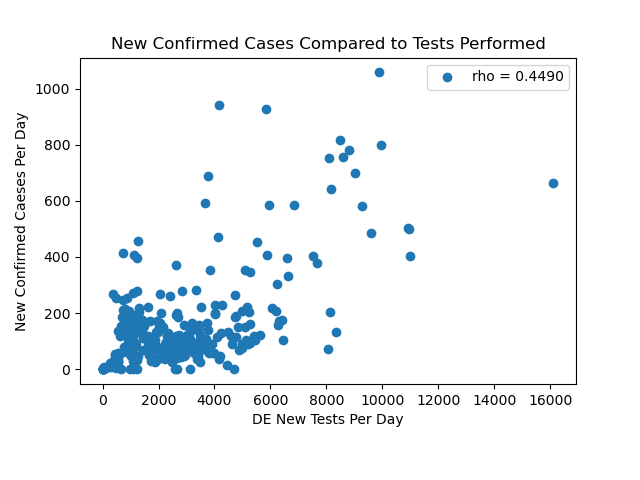 New Confirmed Cases Compared to Tests Performed
rho = 0.4490
New Confirmed Caeses Per Day
1000
800
600
400
200
0
0 2000 4000 6000 8000 10000 12000 14000 16000
DE New Tests Per Day